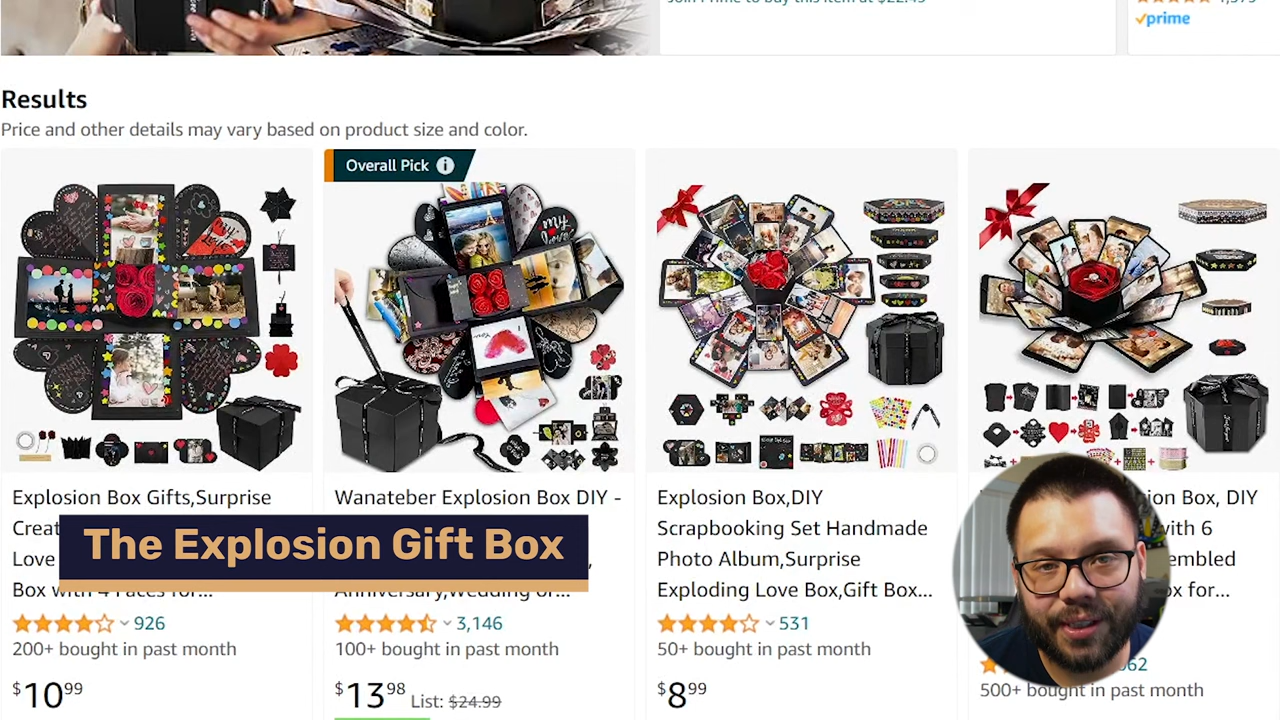 Join Prime to buy this item at $22.49
prime
Results
Price and other details may vary based on product size and color.
Overall Pick
Explosion Box Gifts,Surprise
Creat
Love
Box with 4 Faces for...
926
200+ bought in past month
$10 99
Wanateber Explosion Box DIY -
Anniversary,Wedding or...
3,146
100+ bought in past month
$13 98 List: $24.99
Explosion Box,DIY
Scrapbooking Set Handmade
Photo Album,Surprise
Exploding Love Box,Gift Box...
531
50+ bought in past month
$8 99
ion Box, DIY
with 6
embled
ox for...
500+ bought in past month
The Explosion Gift Box